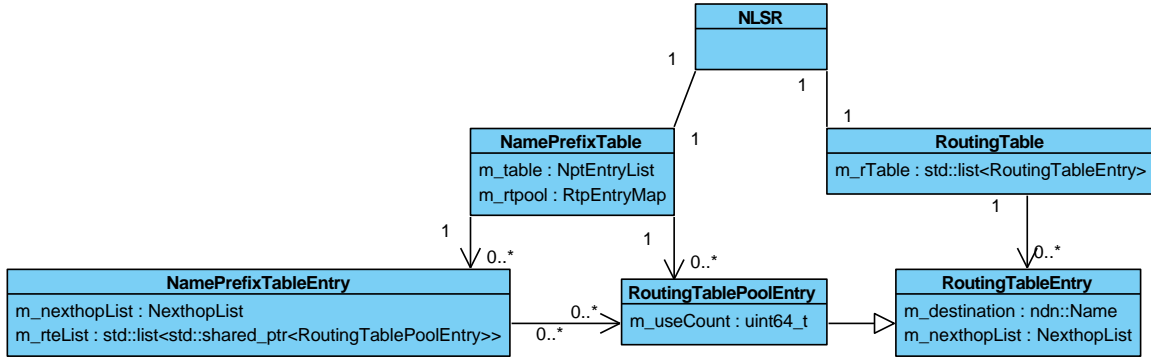 NLSR
1
1
1
1
NamePrefixTable
m_table : NptEntryList
m_rtpool : RtpEntryMap
RoutingTable
m_rTable : std::list<RoutingTableEntry>
1
1
1
0..*
0..*
0..*
NamePrefixTableEntry
m_nexthopList : NexthopList
m_rteList : std::list<std::shared_ptr<RoutingTablePoolEntry>>
0..*
0..*
RoutingTablePoolEntry
m_useCount : uint64_t
RoutingTableEntry
m_destination : ndn::Name
m_nexthopList : NexthopList